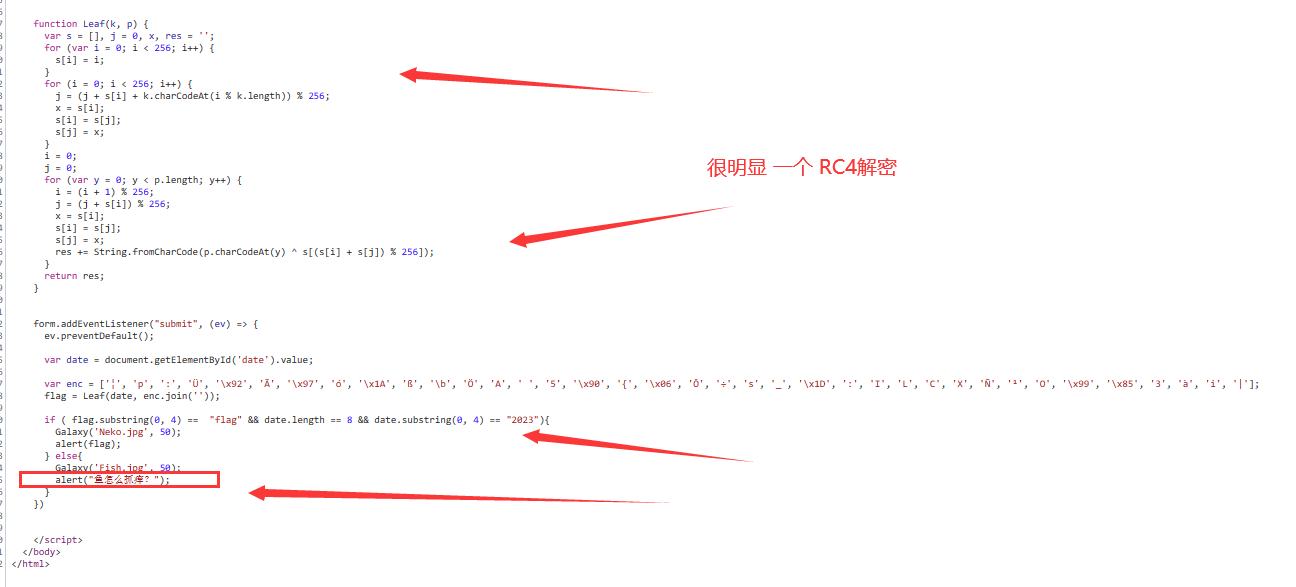 function Leaf(k, p) {
var s = [], j = 0, x, res = '';
for (var i = 0; i < 256; i++) {
s[i] = i;
}
for (i = 0; i < 256; i++) {
j = (j + s[i] + k.charCodeAt(i % k.length)) % 256;
x = s[i];
s[i] = s[j];
s[j] = x;
}
i = 0;
j = 0;
for (var y = 0; y < p.length; y++) {
i = (i + 1) % 256;
j = (j + s[i]) % 256;
x = s[i];
s[i] = s[j];
s[j] = x;
res += String.fromCharCode(p.charCodeAt(y) ^ s[(s[i] + s[j]) % 256]);
}
return res;
}
很明显 一个 RC4解密
form.addEventListener("submit", (ev) => {
ev.preventDefault();
var date = document.getElementById('date').value;
var enc = ['¦', 'p', ':', 'Ü', '\x92', 'Ã', '\x97', 'ó', '\x1A', 'ß', '\b', 'Ö', 'A', ' ', '5', '\x90', '{', '\x06', 'Ô', '÷', 's', '_', '\x1D', ':', 'I', 'L', 'C', 'X', 'Ñ', '¹', 'O', '\x99', '\x85', '3', 'à', 'i', '|'];
flag = Leaf(date, enc.join(''));
if ( flag.substring(0, 4) == "flag" && date.length == 8 && date.substring(0, 4) == "2023"){
Galaxy('Neko.jpg', 50);
alert(flag);
} else{
Galaxy('Fish.jpg', 50);
alert("鱼怎么抓痒？");
}
})
</script>
</body>
</html>